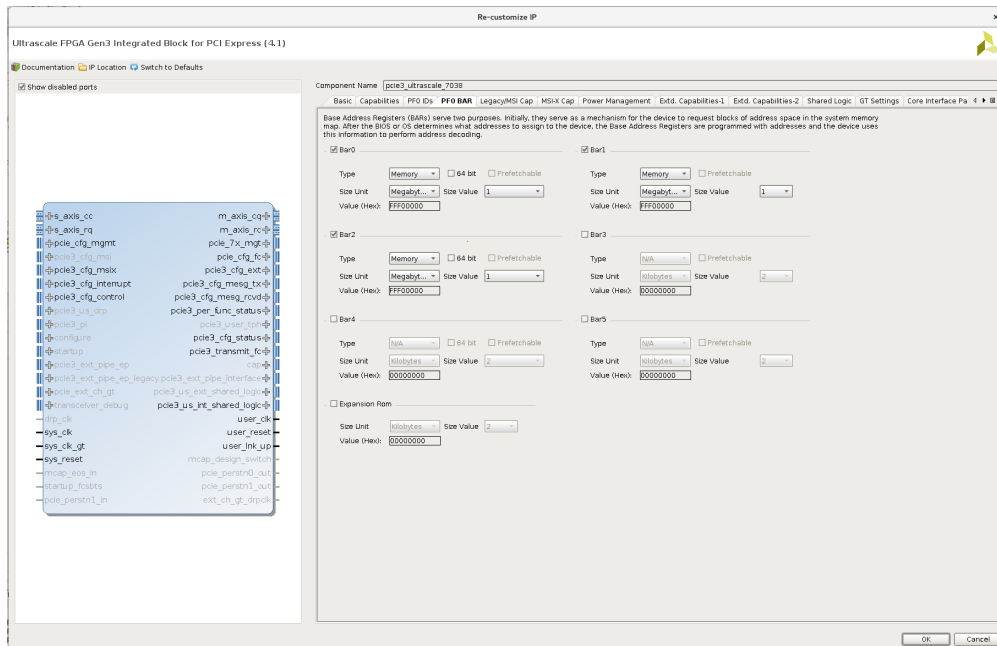 Re-customize IP
Ultrascale FPGA Gen3 Integrated Block for PCI Express (4.1)
Documentation IP Location Switch to Defaults
Show disabled ports
s_axis_cc m_axis_cq
s_axis_rq m_axis_rc
pcie_cfg_mgmt pcie_7x_mgt
pcie3_cfg_msi pcie_cfg_fc
pcie3_cfg_msix pcie3_cfg_ext
pcie3_cfg_interrupt pcie3_cfg_mesg_tx
pcie3_cfg_control pcie3_cfg_mesg_rcvd
pcie3_us_drp pcie3_per_func_status
pcie3_pl pcie3_user_tph
configure pcie3_cfg_status
startup pcie3_transmit_fc
pcie3_ext_pipe_ep cap
pcie3_ext_pipe_ep_legacy pcie3_ext_pipe_interface
pcie_ext_ch_gt pcie3_us_ext_shared_logic
transceiver_debug pcie3_us_int_shared_logic
drp_clk user_clk
sys_clk user_reset
sys_clk_gt user_lnk_up
sys_reset mcap_design_switch
mcap_eos_in pcie_perstn0_out
startup_fcsbts pcie_perstn1_out
pcie_perstn1_in ext_ch_gt_drpclk
Component Name pcie3_ultrascale_7038
Basic Capabilities PF0 IDs PF0 BAR Legacy/MSI Cap MSI-X Cap Power Management Extd. Capabilities-1 Extd. Capabilities-2 Shared Logic GT Settings Core Interface Pa
Base Address Registers (BARs) serve two purposes. Initially, they serve as a mechanism for the device to request blocks of address space in the system memory
map. After the BIOS or OS determines what addresses to assign to the device, the Base Address Registers are programmed with addresses and the device uses
this information to perform address decoding.
Bar0
Type Memory 64 bit Prefetchable
Size Unit Megabyt... Size Value 1
Value (Hex): FFF00000
Bar1
Type Memory Prefetchable
Size Unit Megabyt... Size Value 1
Value (Hex): FFF00000
Bar2
Type Memory 64 bit Prefetchable
Size Unit Megabyt... Size Value 1
Value (Hex): FFF00000
Bar3
Type N/A Prefetchable
Size Unit Kilobytes Size Value 2
Value (Hex): 00000000
Bar4
Type N/A 64 bit Prefetchable
Size Unit Kilobytes Size Value 2
Value (Hex): 00000000
Bar5
Type N/A Prefetchable
Size Unit Kilobytes Size Value 2
Value (Hex): 00000000
Expansion Rom
Size Unit Kilobytes Size Value 2
Value (Hex): 00000000
OK Cancel